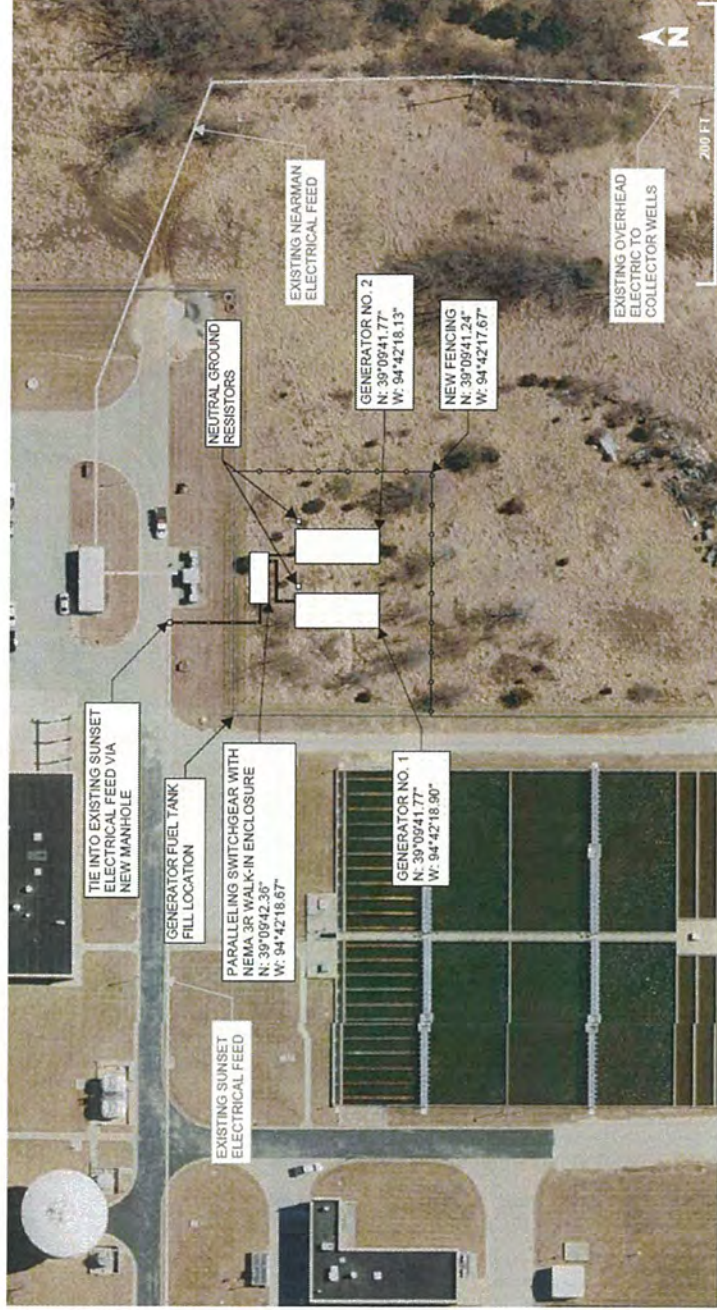 TIE INTO EXISTING SUNSET
ELECTRICAL FEED VIA
NEW MANHOLE
GENERATOR FUEL TANK
FILL LOCATION
PARALLELING SWITCHGEAR WITH
NEMA 3R WALK-IN ENCLOSURE
N: 39°09'42.36"
W: 94°42'18.67"
EXISTING SUNSET
ELECTRICAL FEED
GENERATOR NO. 1
N: 39°09'41.77"
W: 94°42'18.90"
NEUTRAL GROUND
RESISTORS
EXISTING NEARMAN
ELECTRICAL FEED
GENERATOR NO. 2
N: 39°09'41.77"
W: 94°42'18.13"
NEW FENCING
N: 39°09'41.24"
W: 94°42'17.67"
EXISTING OVERHEAD
ELECTRIC TO
COLLECTOR WELLS
N
200 FT